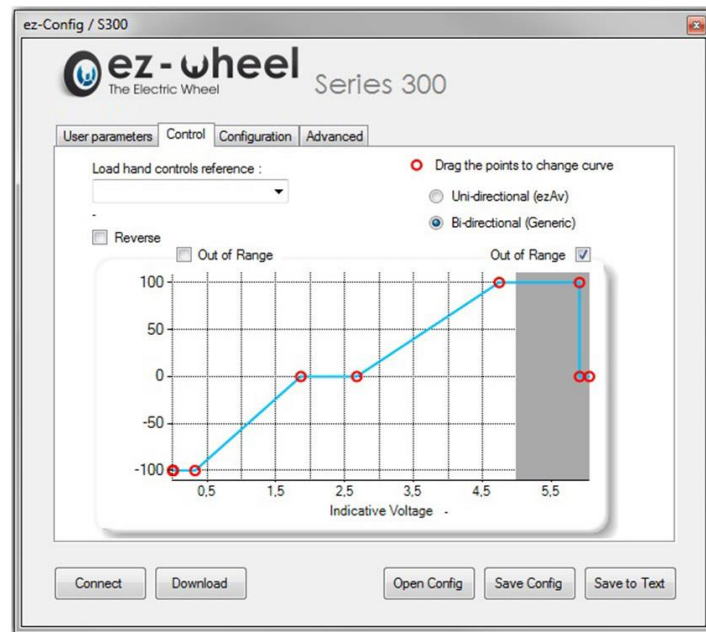 ez-Config / S300
ez-wheel
The Electric Wheel
Series 300
User parameters Control Configuration Advanced
Load hand controls reference :
Drag the points to change curve
Uni-directional (ezAv)
-
Bi-directional (Generic)
Reverse
Out of Range Out of Range
100
50
0
-50
-100
0,5 1,5 2,5 3,5 4,5 5,5
Indicative Voltage -
Connect Download Open Config Save Config Save to Text